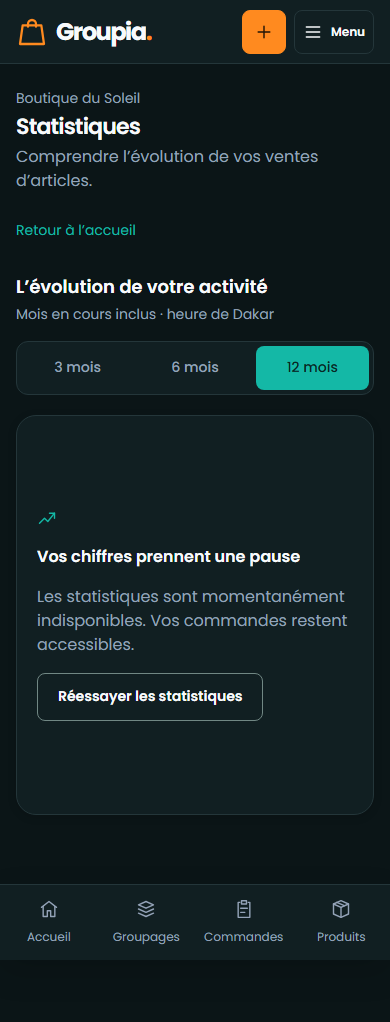 Groupia.
Menu
Boutique du Soleil
Statistiques
Comprendre l’évolution de vos ventes
d’articles.
Retour à l’accueil
L’évolution de votre activité
Mois en cours inclus · heure de Dakar
3 mois
6 mois
12 mois
Vos chiffres prennent une pause
Les statistiques sont momentanément
indisponibles. Vos commandes restent
accessibles.
Réessayer les statistiques
Accueil
Groupages
Commandes
Produits